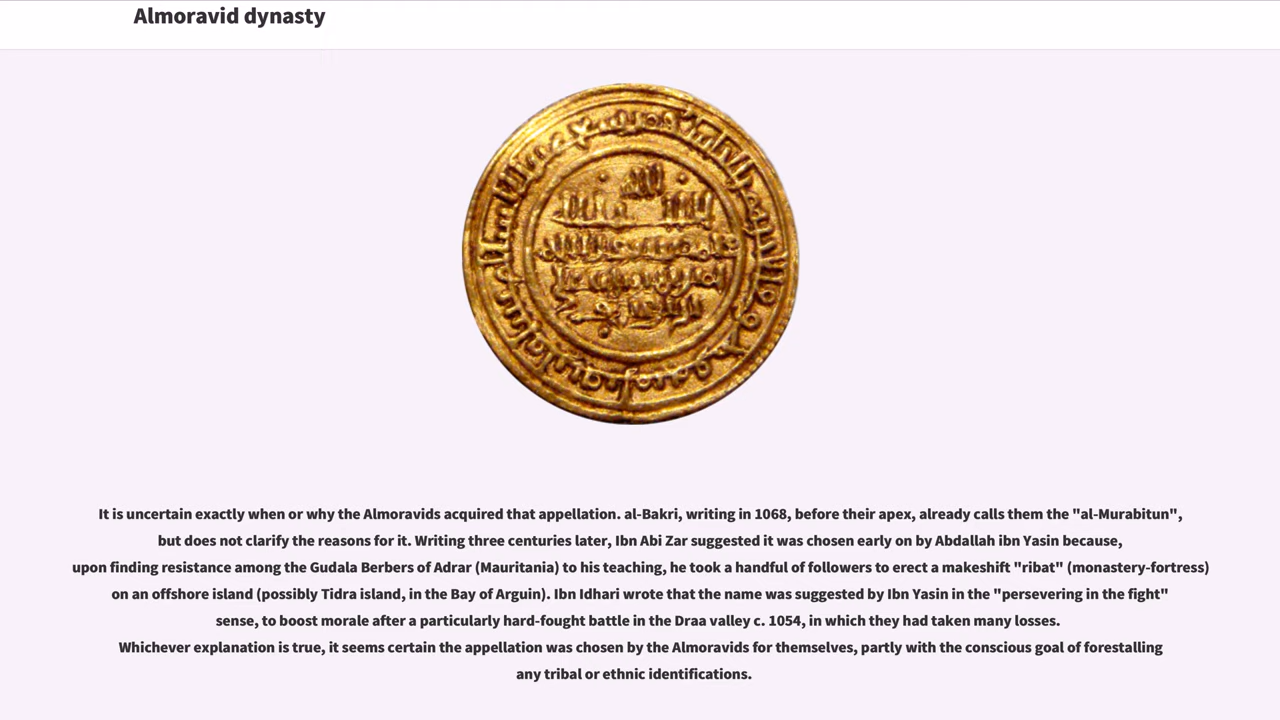 Almoravid dynasty
It is uncertain exactly when or why the Almoravids acquired that appellation. al-Bakri, writing in 1068, before their apex, already calls them the "al-Murabitun",
but does not clarify the reasons for it. Writing three centuries later, Ibn Abi Zar suggested it was chosen early on by Abdallah ibn Yasin because,
upon finding resistance among the Gudala Berbers of Adrar (Mauritania) to his teaching, he took a handful of followers to erect a makeshift "ribat" (monastery-fortress)
on an offshore island (possibly Tidra island, in the Bay of Arguin). Ibn Idhari wrote that the name was suggested by Ibn Yasin in the "persevering in the fight"
sense, to boost morale after a particularly hard-fought battle in the Draa valley c. 1054, in which they had taken many losses.
Whichever explanation is true, it seems certain the appellation was chosen by the Almoravids for themselves, partly with the conscious goal of forestalling
any tribal or ethnic identifications.